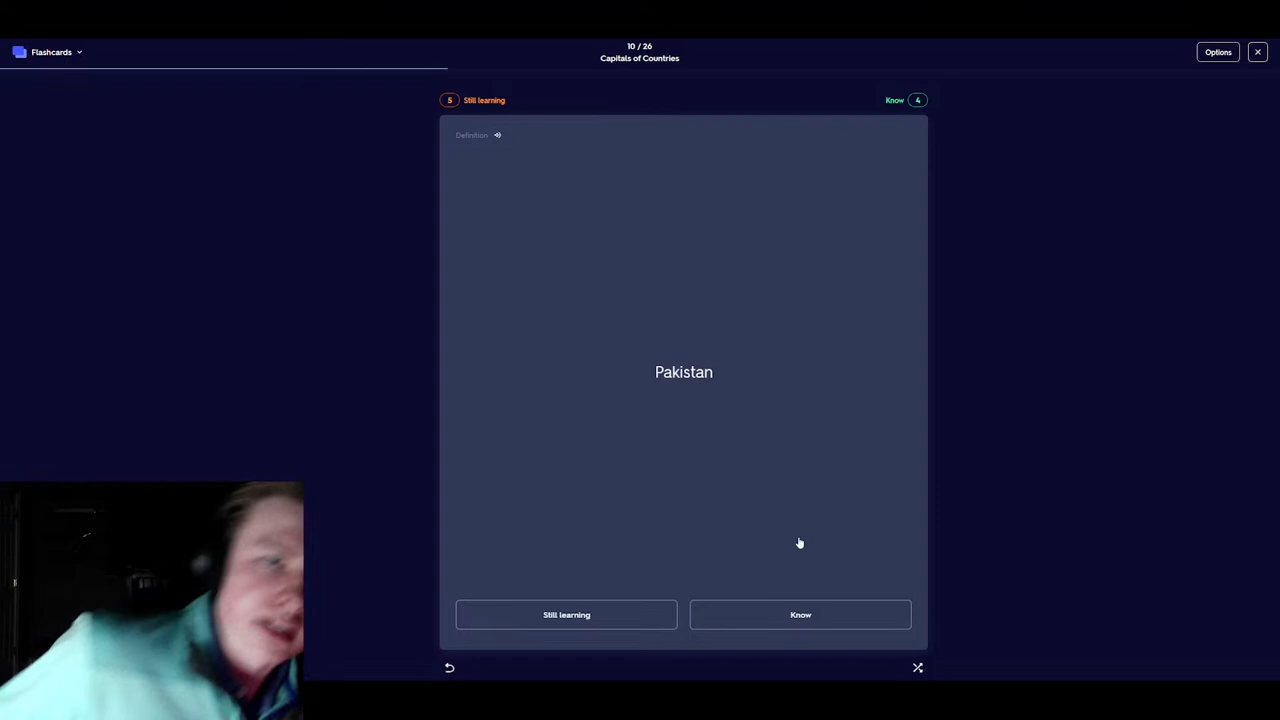 Flashcards
10 / 26
Capitals of Countries
Options
5 Still learning
Know 4
Definition
Pakistan
Still learning
Know